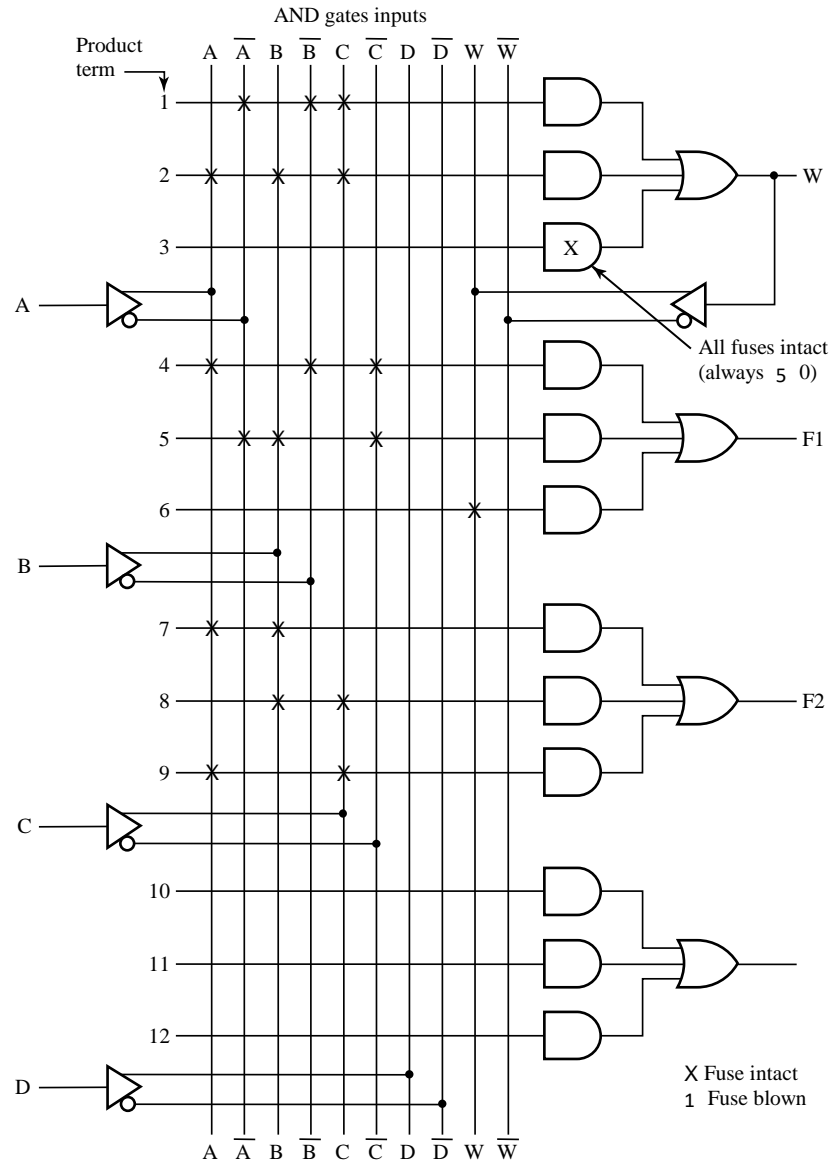 AND gates inputs
A A̅ B B̅ C C̅ D D̅ W W̅
Product
term
1
2
W
3
X
A
All fuses intact
(always 5 0)
4
5
F1
6
B
7
8
F2
9
C
10
11
12
D
X Fuse intact
1 Fuse blown
A A̅ B B̅ C C̅ D D̅ W W̅